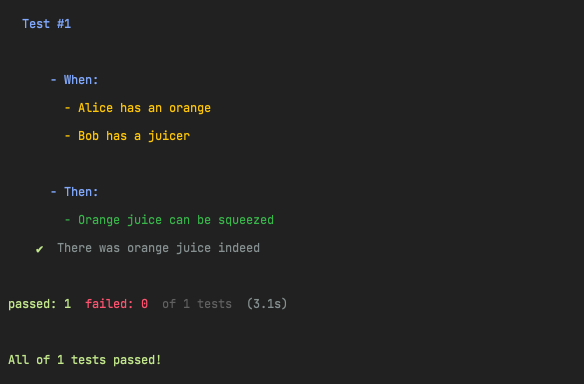 Test #1
- When:
- Alice has an orange
- Bob has a juicer
- Then:
- Orange juice can be squeezed
✔ There was orange juice indeed
passed: 1 failed: 0 of 1 tests (3.1s)
All of 1 tests passed!